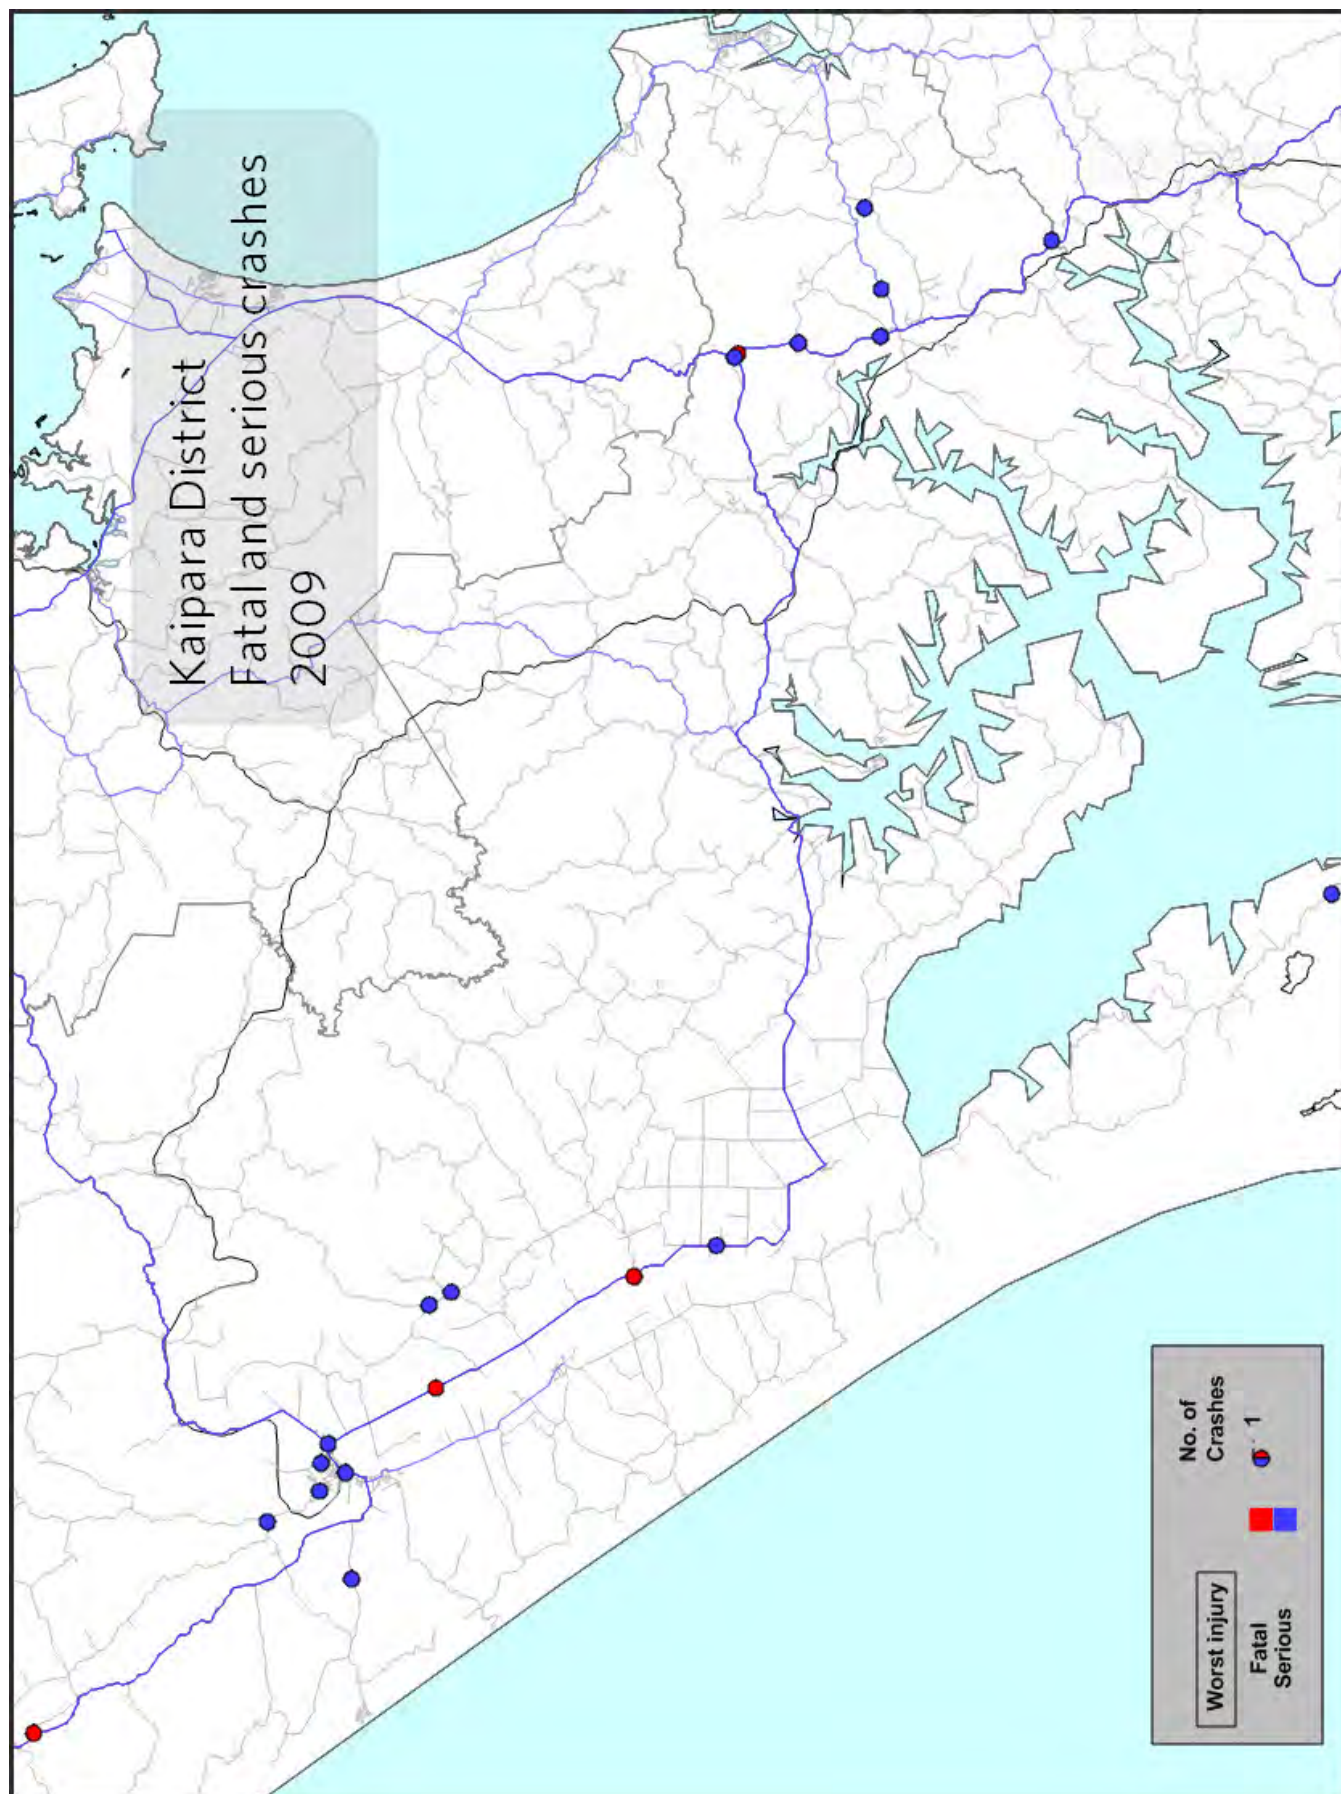 Kaipara District
Fatal and serious crashes
2009
Worst injury
No. of
Crashes
Fatal
Serious
1